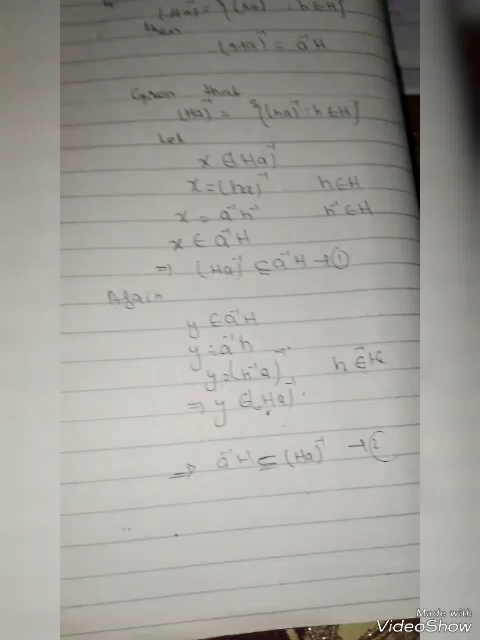 (Ha)⁻¹ = {(ha)⁻¹ : h∈H}
then
(Ha)⁻¹ = a⁻¹H
Given that
(Ha)⁻¹ = {(ha)⁻¹ : h∈H}
Let
x ∈(Ha)⁻¹
x = (ha)⁻¹ h∈H
x = a⁻¹h⁻¹ h⁻¹∈H
x ∈ a⁻¹H
⇒ (Ha)⁻¹ ⊆ a⁻¹H → ①
Again
y ∈ a⁻¹H
y = a⁻¹h
y = (h⁻¹a)⁻¹ h⁻¹∈H
⇒ y ∈(Ha)⁻¹
⇒ a⁻¹H ⊆ (Ha)⁻¹ → ②
Made with
VideoShow